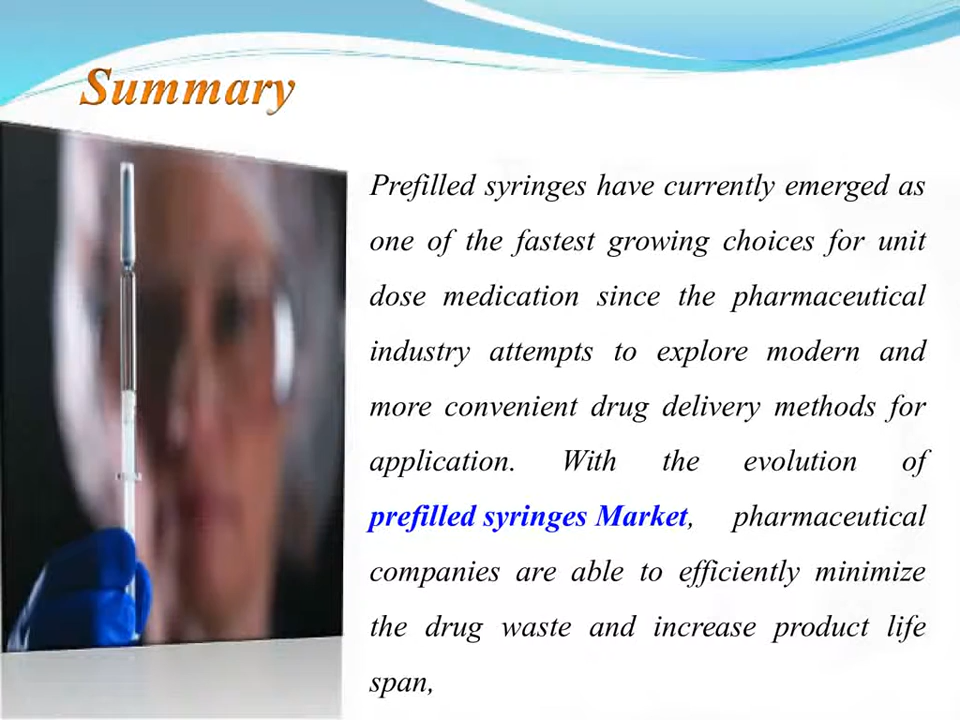 Summary
Prefilled syringes have currently emerged as
one of the fastest growing choices for unit
dose medication since the pharmaceutical
industry attempts to explore modern and
more convenient drug delivery methods for
application. With the evolution of
prefilled syringes Market, pharmaceutical
companies are able to efficiently minimize
the drug waste and increase product life
span,